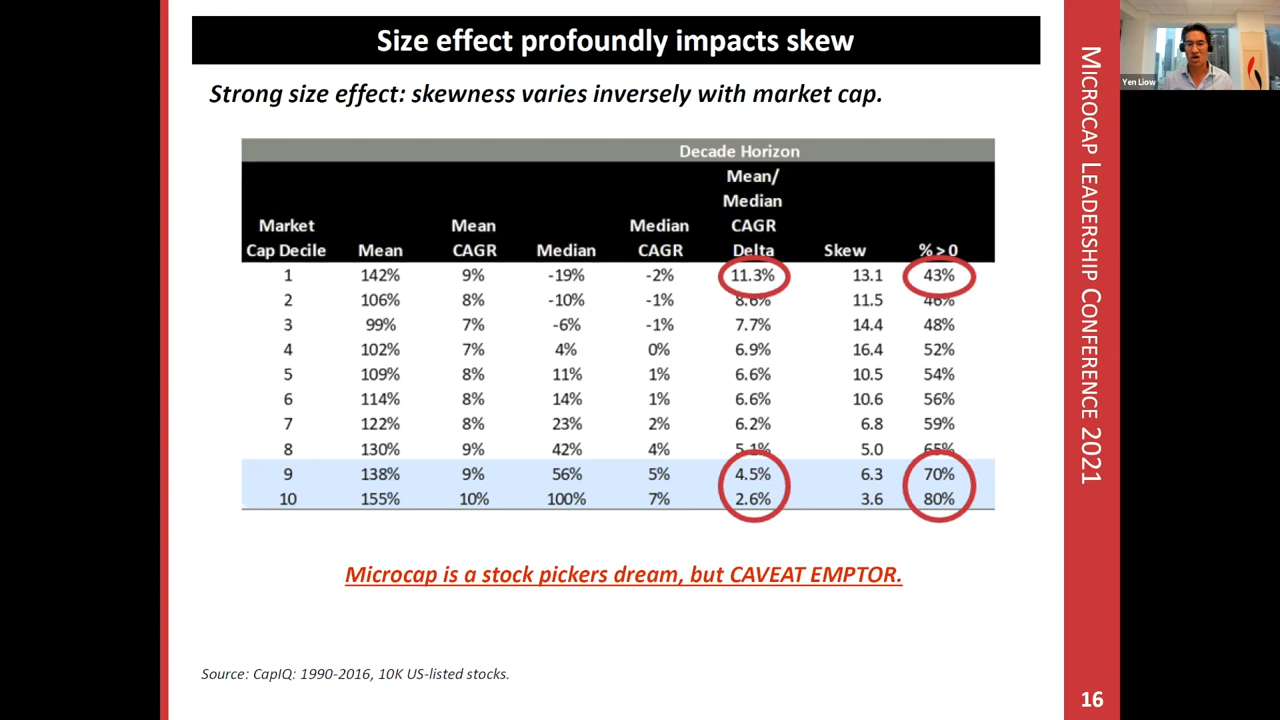 Size effect profoundly impacts skew
Strong size effect: skewness varies inversely with market cap.
Decade Horizon
Market Cap Decile Mean Mean CAGR Median Median CAGR Mean/ Median CAGR Delta Skew % > 0
1 142% 9% -19% -2% 11.3% 13.1 43%
2 106% 8% -10% -1% 8.6% 11.5 46%
3 99% 7% -6% -1% 7.7% 14.4 48%
4 102% 7% 4% 0% 6.9% 16.4 52%
5 109% 8% 11% 1% 6.6% 10.5 54%
6 114% 8% 14% 1% 6.6% 10.6 56%
7 122% 8% 23% 2% 6.2% 6.8 59%
8 130% 9% 42% 4% 5.1% 5.0 65%
9 138% 9% 56% 5% 4.5% 6.3 70%
10 155% 10% 100% 7% 2.6% 3.6 80%
Microcap is a stock pickers dream, but CAVEAT EMPTOR.
Source: CapIQ: 1990-2016, 10K US-listed stocks.
MICROCAP LEADERSHIP CONFERENCE 2021
16
Yen Liow